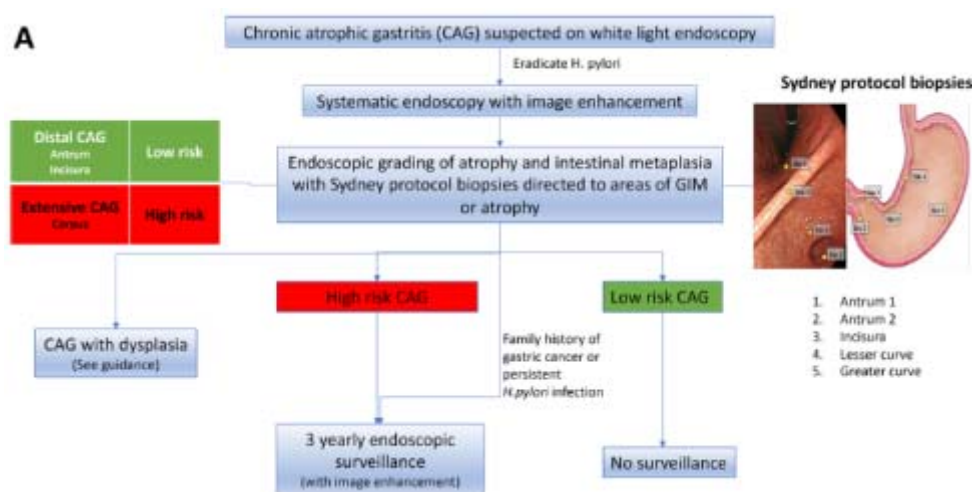 A
Chronic atrophic gastritis (CAG) suspected on white light endoscopy
Eradicate H. pylori
Systematic endoscopy with image enhancement
Sydney protocol biopsies
Distal CAG
Antrum
Incisura
Low risk
Extensive CAG
Corpus
High risk
Endoscopic grading of atrophy and intestinal metaplasia
with Sydney protocol biopsies directed to areas of GIM
or atrophy
High risk CAG
Low risk CAG
CAG with dysplasia
(See guidance)
Family history of
gastric cancer or
persistent
H.pylori infection
1. Antrum 1
2. Antrum 2
3. Incisura
4. Lesser curve
5. Greater curve
3 yearly endoscopic
surveillance
(with image enhancement)
No surveillance